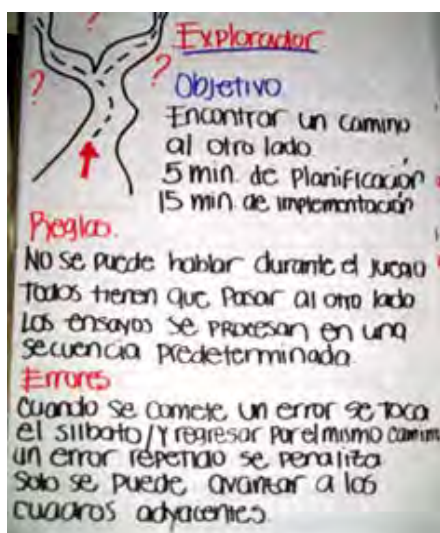 ? ? ?
Explorador
Objetivo
Encontrar un camino
al otro lado
5 min. de Planificación
15 min. de implementación
Reglas.
No se puede hablar durante el juego
Todos tienen que Pasar al otro lado
Los ensayos se procesan en una
secuencia Predeterminada.
Errores
Cuando se comete un error se toca
el silbato/Y regresar Por el mismo camino
un error repetido se penaliza
Solo se puede avanzar a los
cuadros adyacentes.